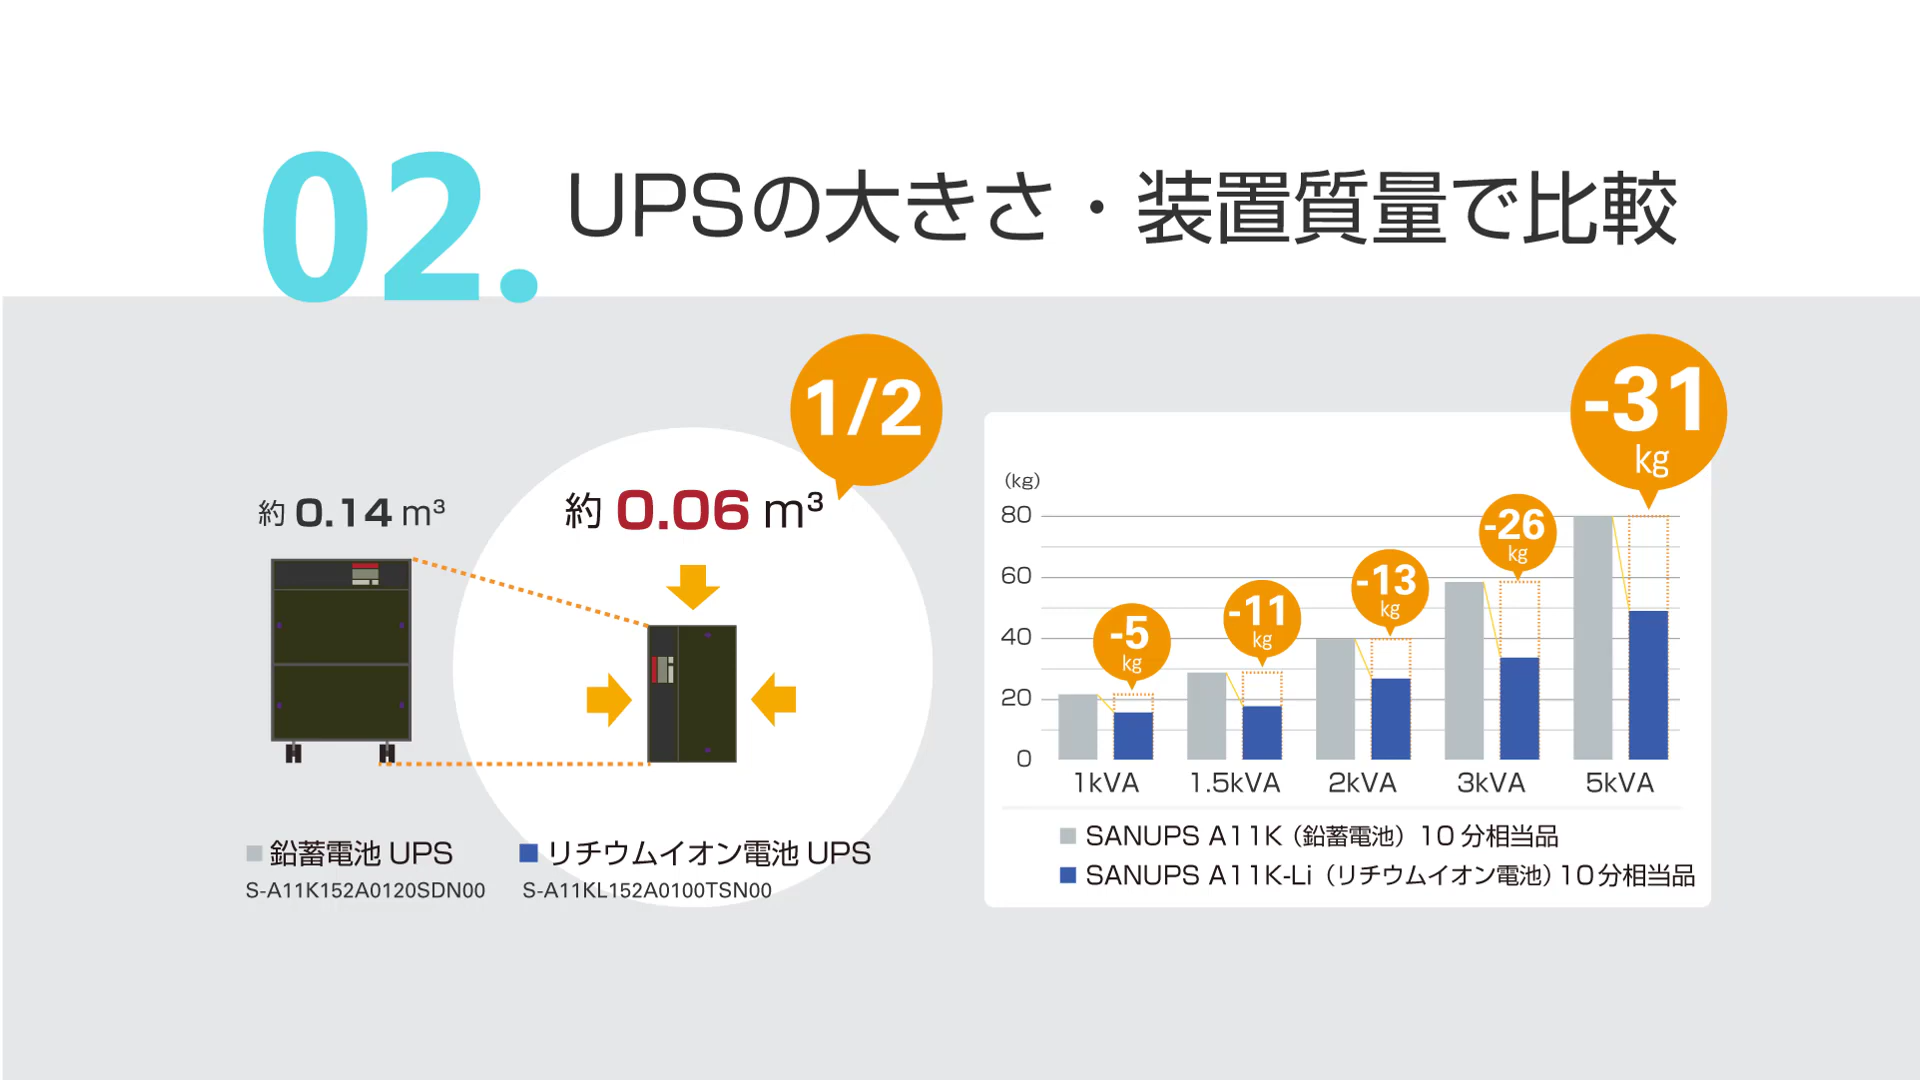 02.
UPSの大きさ・装置質量で比較
1/2
約 0.14 m³
約 0.06 m³
鉛蓄電池 UPS
S-A11K152A0120SDN00
リチウムイオン電池 UPS
S-A11KL152A0100TSN00
(kg)
80
60
40
20
0
-5
kg
-11
kg
-13
kg
-26
kg
-31
kg
1kVA
1.5kVA
2kVA
3kVA
5kVA
SANUPS A11K（鉛蓄電池）10 分相当品
SANUPS A11K-Li（リチウムイオン電池）10 分相当品